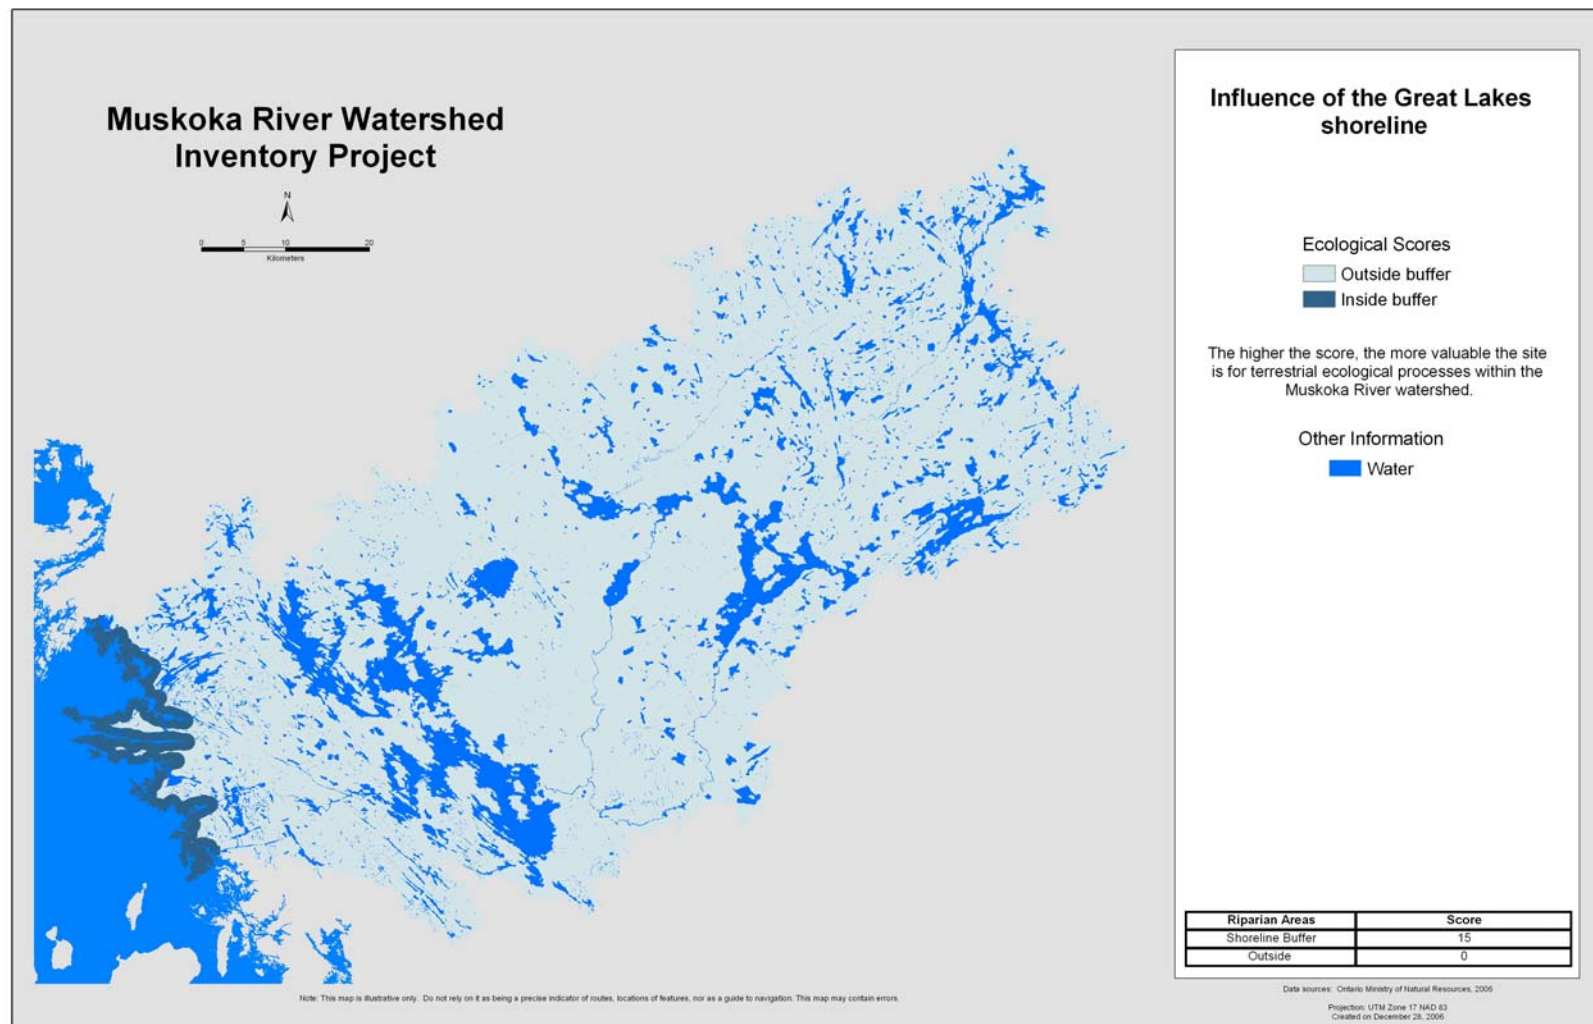 Muskoka River Watershed
Inventory Project
N
0 5 10 20
Kilometers
Influence of the Great Lakes
shoreline
Ecological Scores
Outside buffer
Inside buffer
The higher the score, the more valuable the site
is for terrestrial ecological processes within the
Muskoka River watershed.
Other Information
Water
Riparian Areas Score
Shoreline Buffer 15
Outside 0
Note: This map is illustrative only. Do not rely on it as being a precise indicator of routes, locations of features, nor as a guide to navigation. This map may contain errors.
Data sources: Ontario Ministry of Natural Resources, 2006
Projection: UTM Zone 17 NAD 83
Created on December 28, 2006